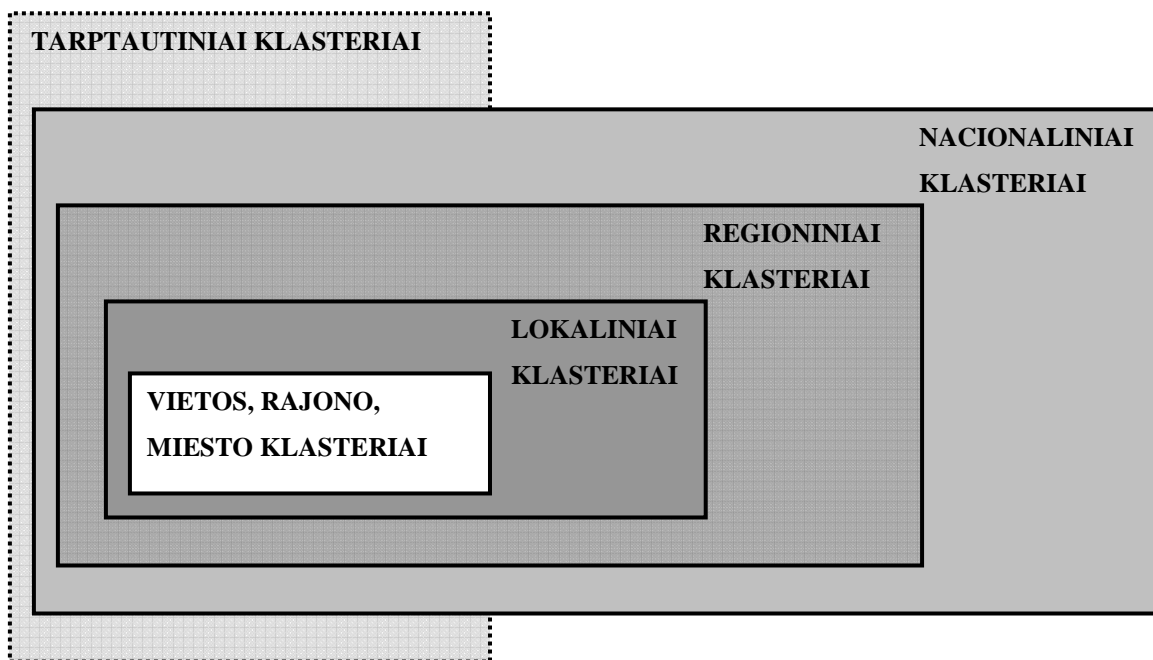 TARPTAUTINIAI KLASTERIAI
NACIONALINIAI
KLASTERIAI
REGIONINIAI
KLASTERIAI
LOKALINIAI
KLASTERIAI
VIETOS, RAJONO,
MIESTO KLASTERIAI